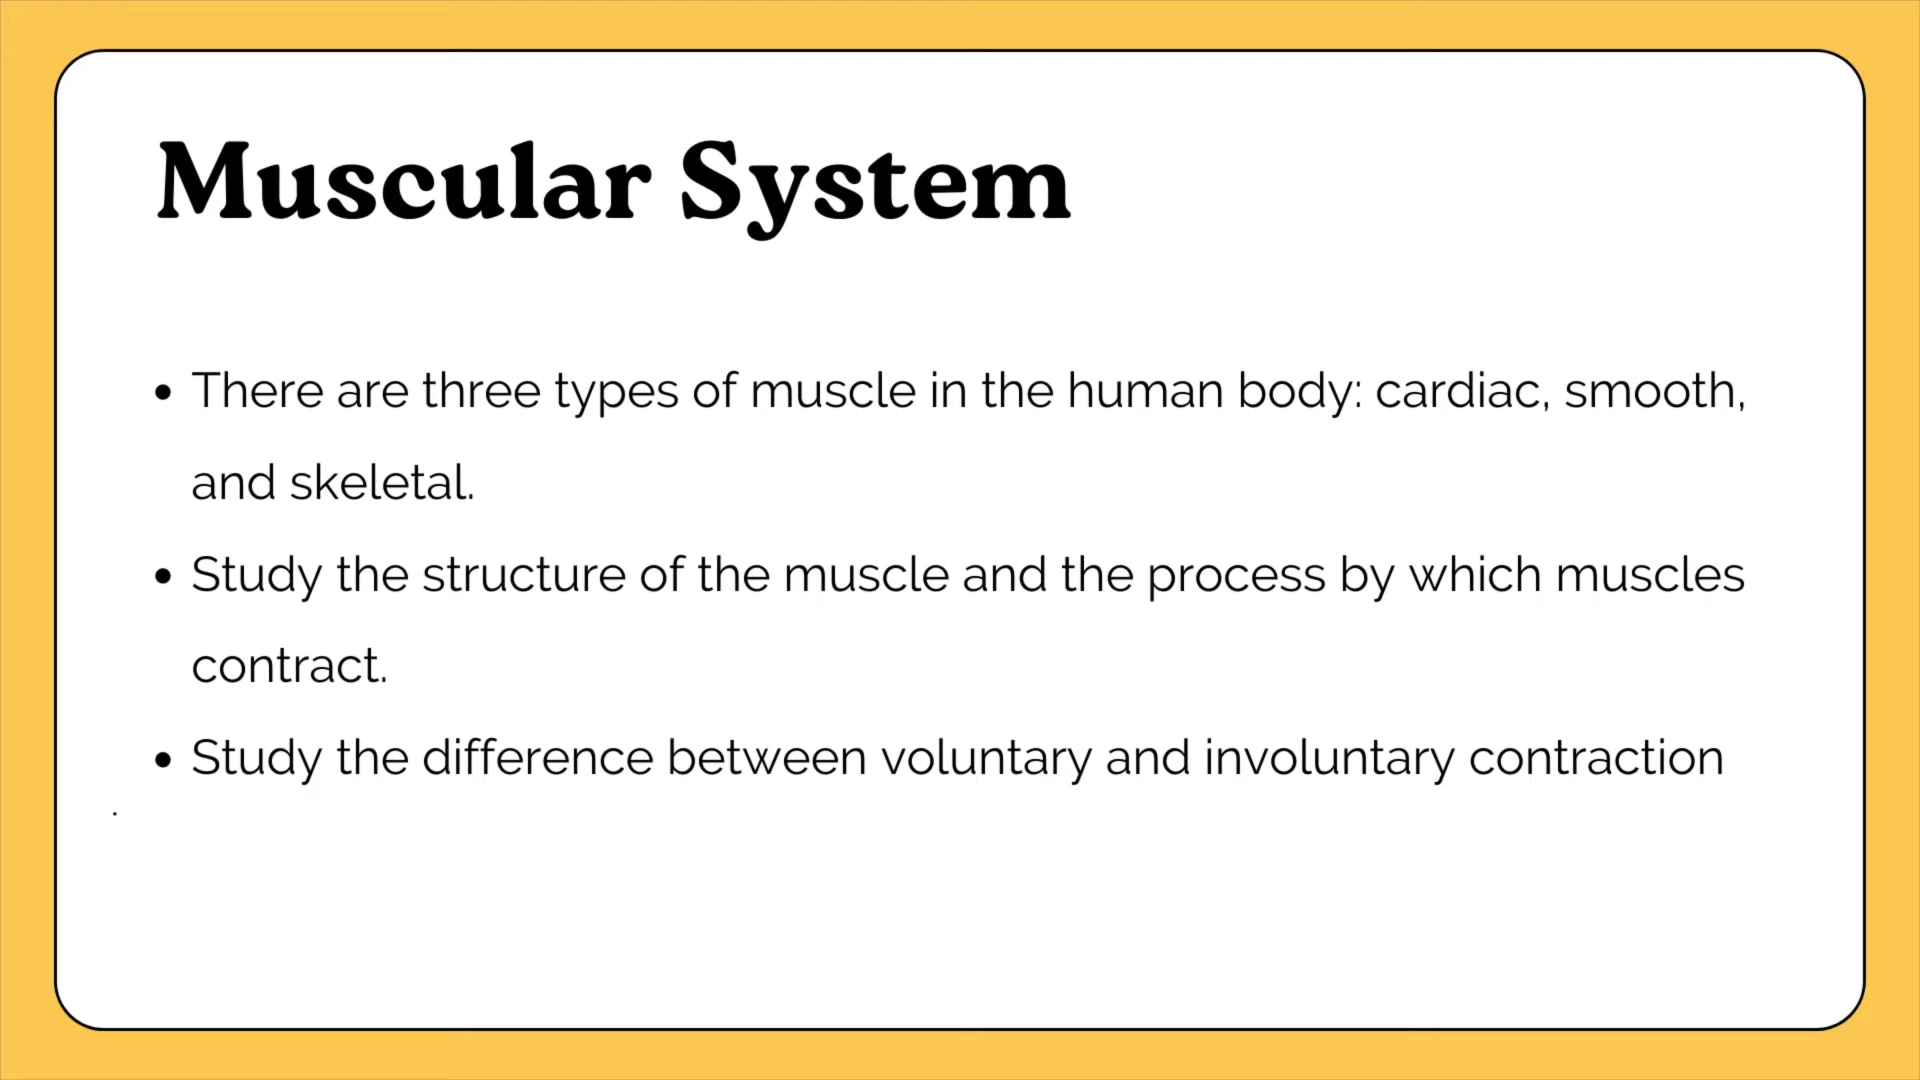 Muscular System
• There are three types of muscle in the human body: cardiac, smooth,
and skeletal.
• Study the structure of the muscle and the process by which muscles
contract.
• Study the difference between voluntary and involuntary contraction
.